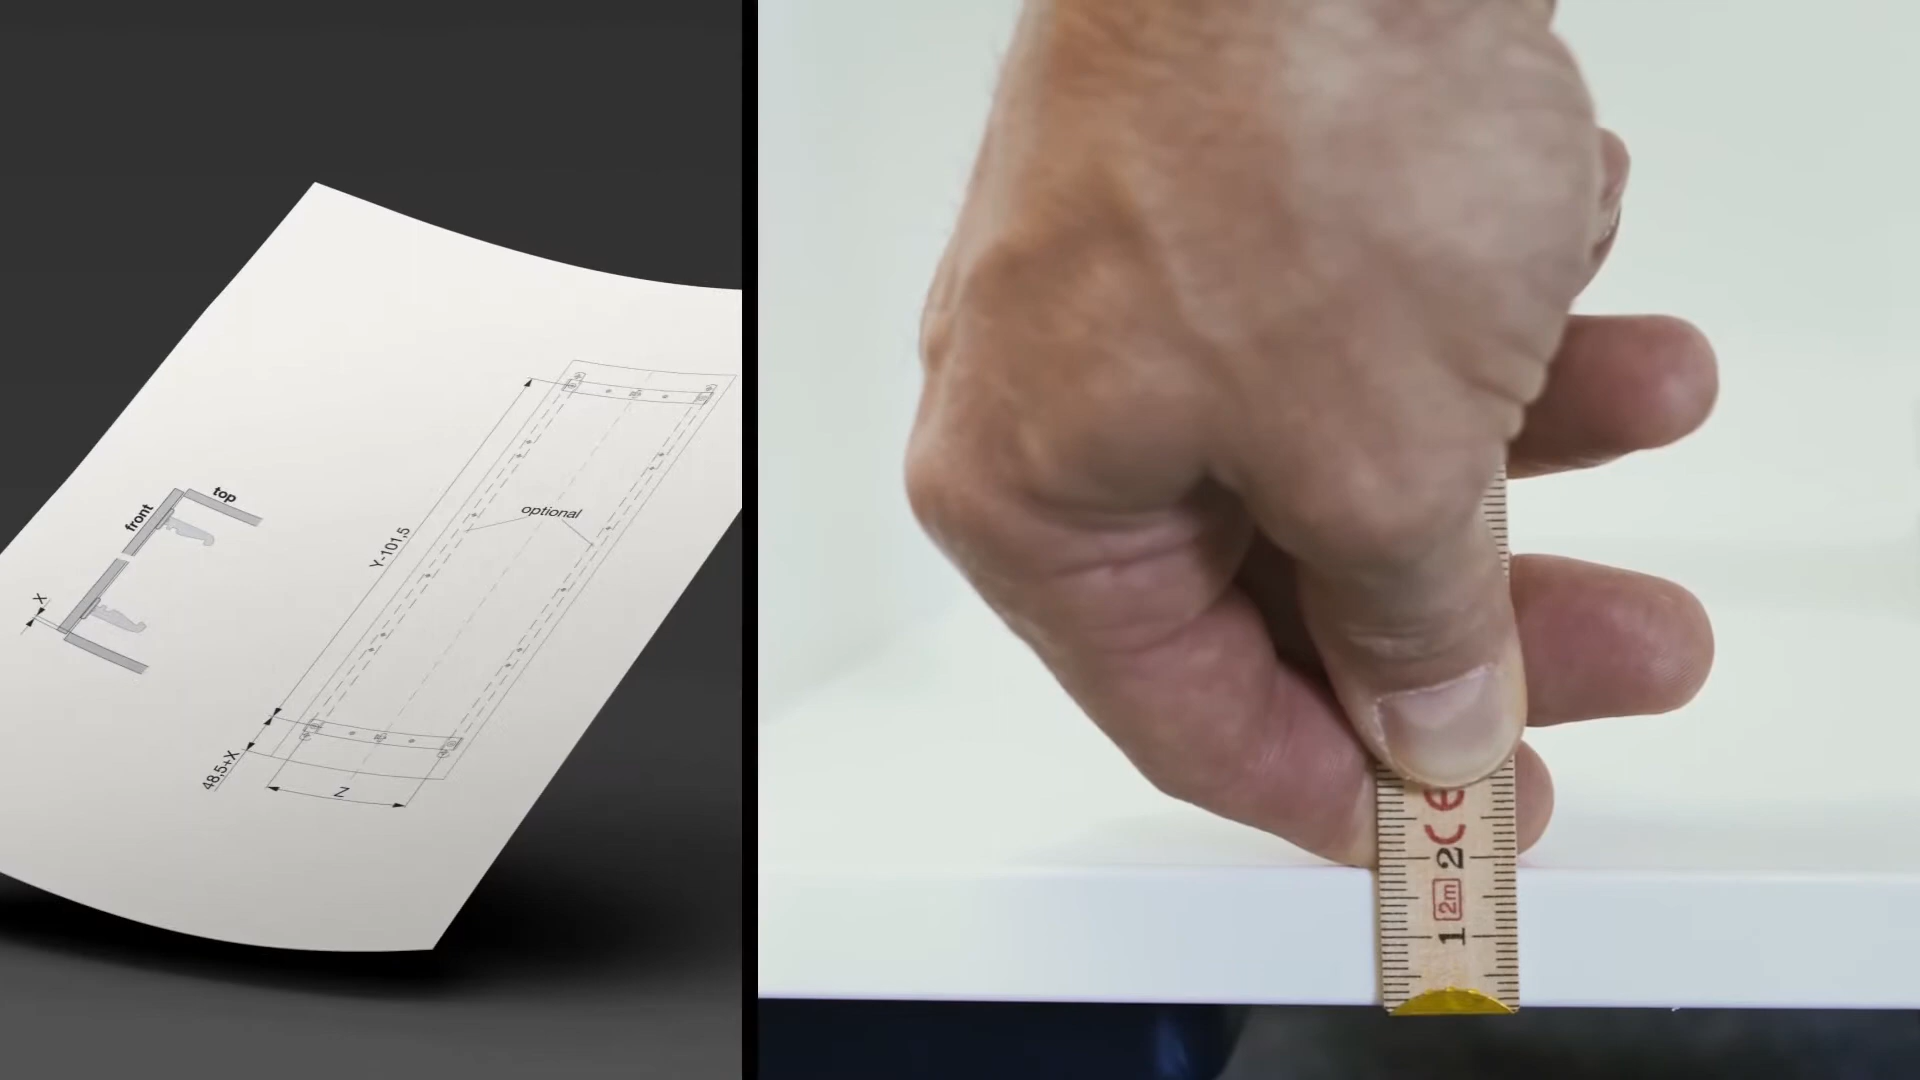 top
front
X
optional
Y-101,5
48,5+X
Z
CE
2
2m
1